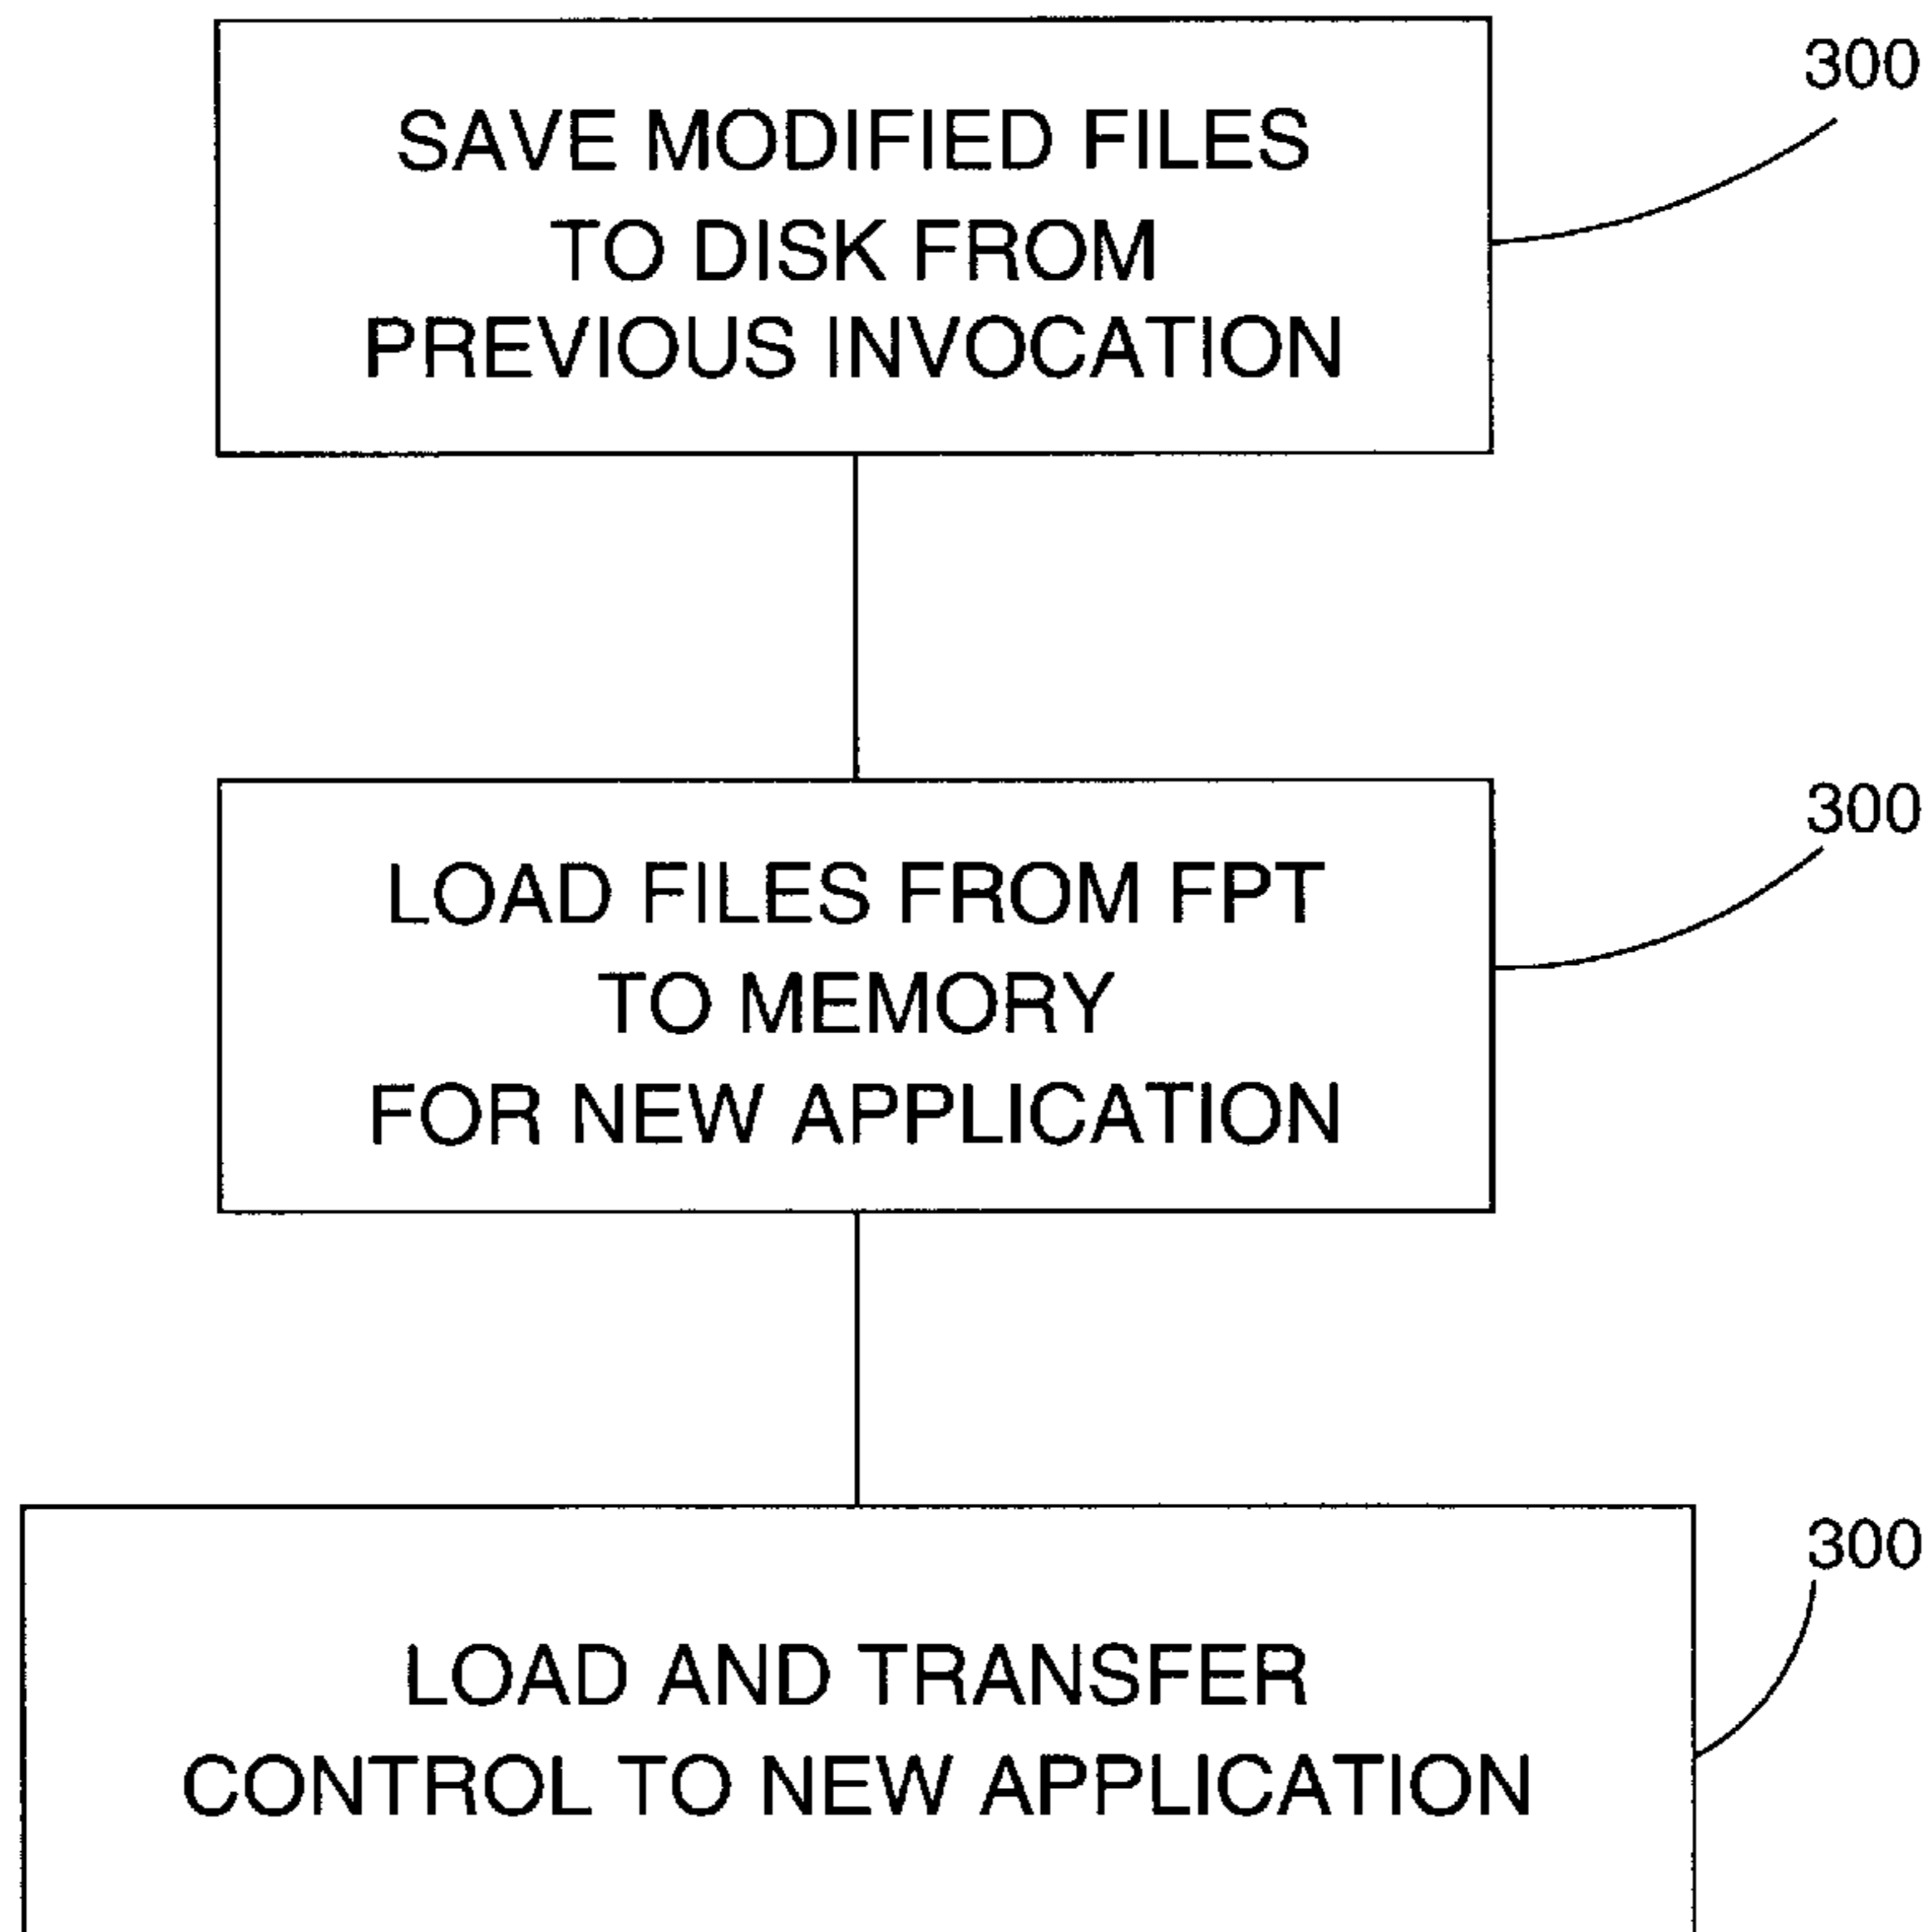 300
SAVE MODIFIED FILES
TO DISK FROM
PREVIOUS INVOCATION
300
LOAD FILES FROM FPT
TO MEMORY
FOR NEW APPLICATION
300
LOAD AND TRANSFER
CONTROL TO NEW APPLICATION